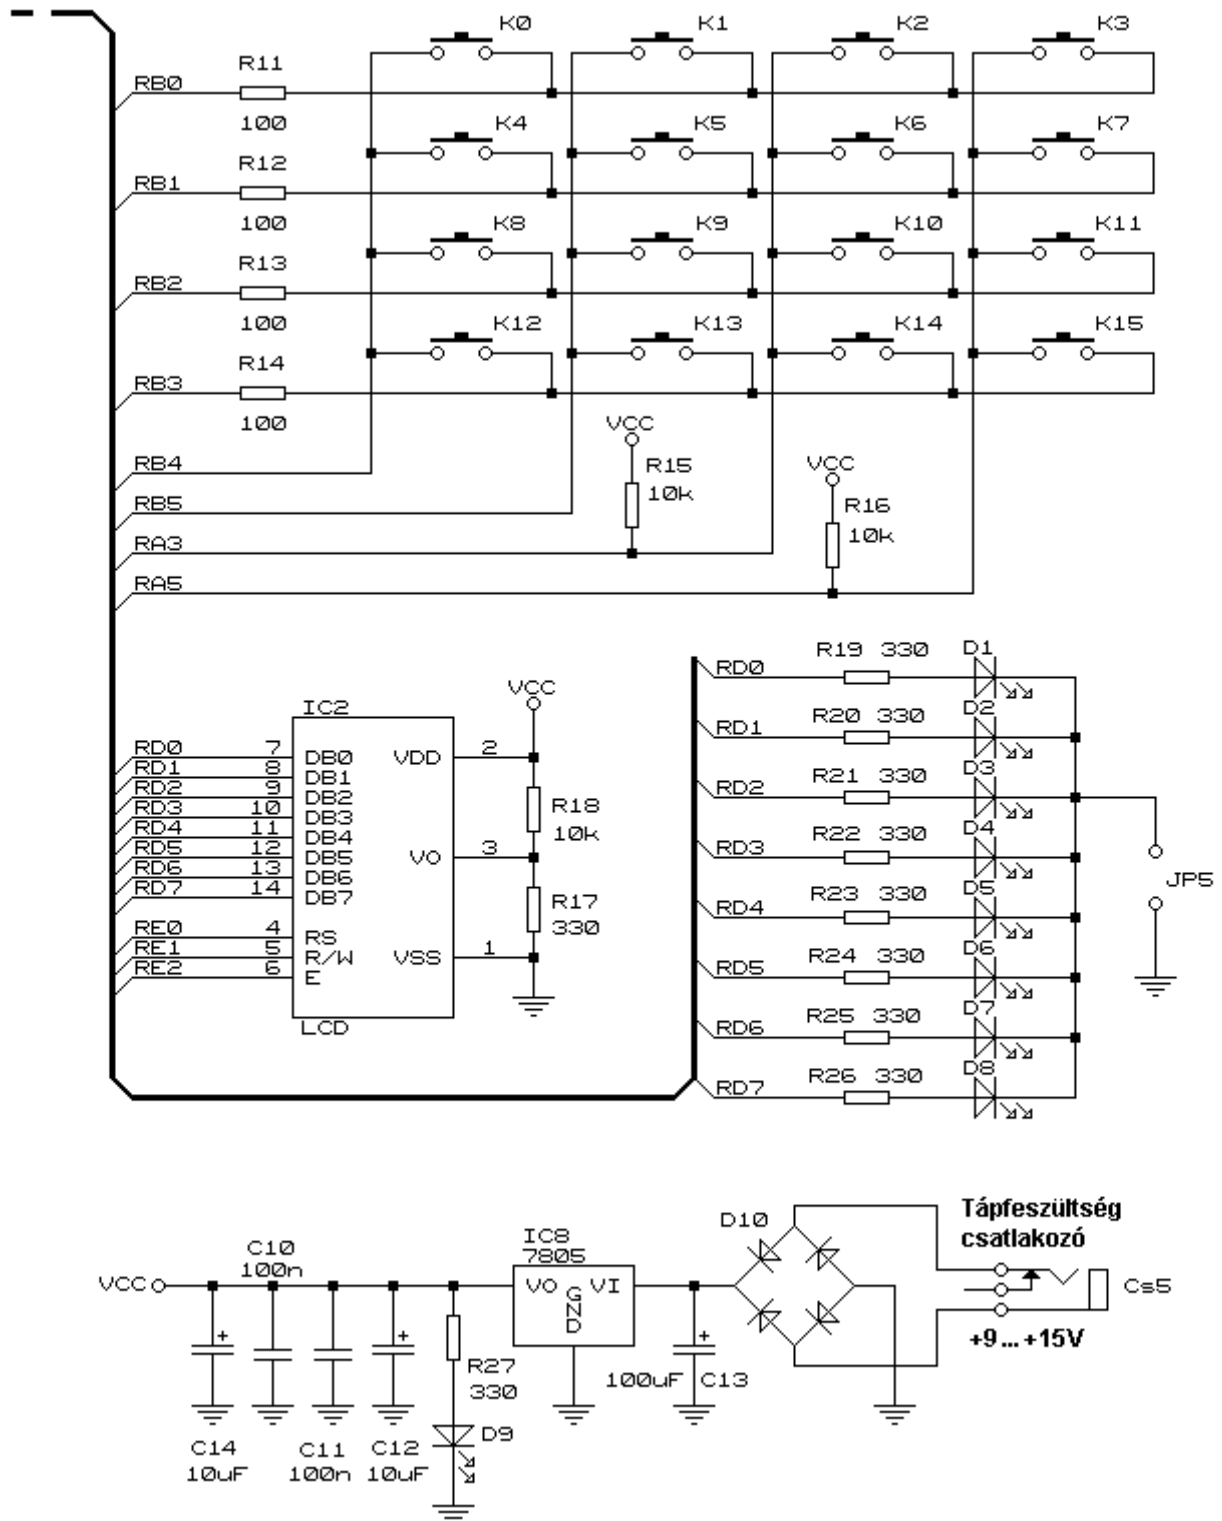 K0 K1 K2 K3
R11
RB0
100
K4 K5 K6 K7
R12
RB1
100
K8 K9 K10 K11
R13
RB2
100
K12 K13 K14 K15
R14
RB3
100
VCC
RB4
R15
10k
VCC
RB5
R16
10k
RA3
RA5
IC2
VCC
RD0 7 DB0 VDD 2
RD1 8 DB1
RD2 9 DB2
RD3 10 DB3
RD4 11 DB4
RD5 12 DB5 VO 3
RD6 13 DB6
RD7 14 DB7
RE0 4 RS
RE1 5 R/W VSS 1
RE2 6 E
LCD
R18
10k
R17
330
R19 330 D1
RD0
R20 330 D2
RD1
R21 330 D3
RD2
R22 330 D4
RD3
R23 330 D5
RD4
R24 330 D6
RD5
R25 330 D7
RD6
R26 330 D8
RD7
JP5
Tápfeszültség
csatlakozó
D10
IC8
7805
C10
100n
VCC
VO GND VI
Cs5
+9...+15V
+
+
+
R27
330
100uF C13
D9
C14
10uF
C11
100n
C12
10uF